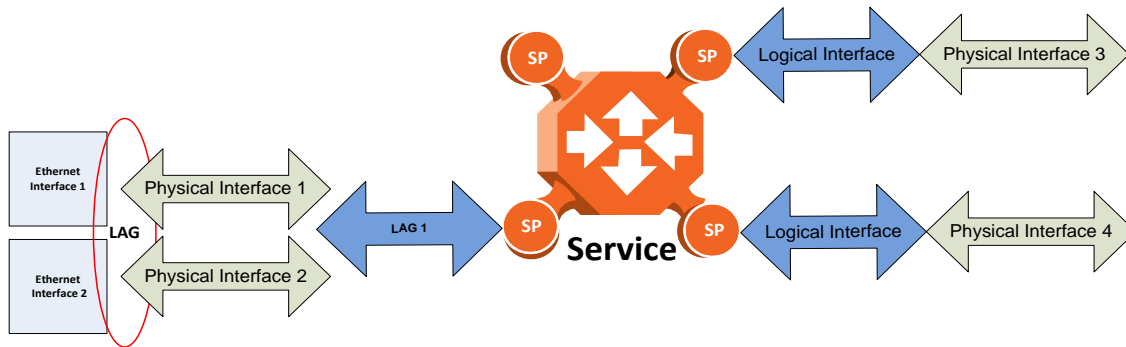 SP
SP
Logical Interface
Physical Interface 3
Ethernet
Interface 1
Physical Interface 1
LAG
LAG 1
SP
SP
Logical Interface
Physical Interface 4
Service
Ethernet
Interface 2
Physical Interface 2